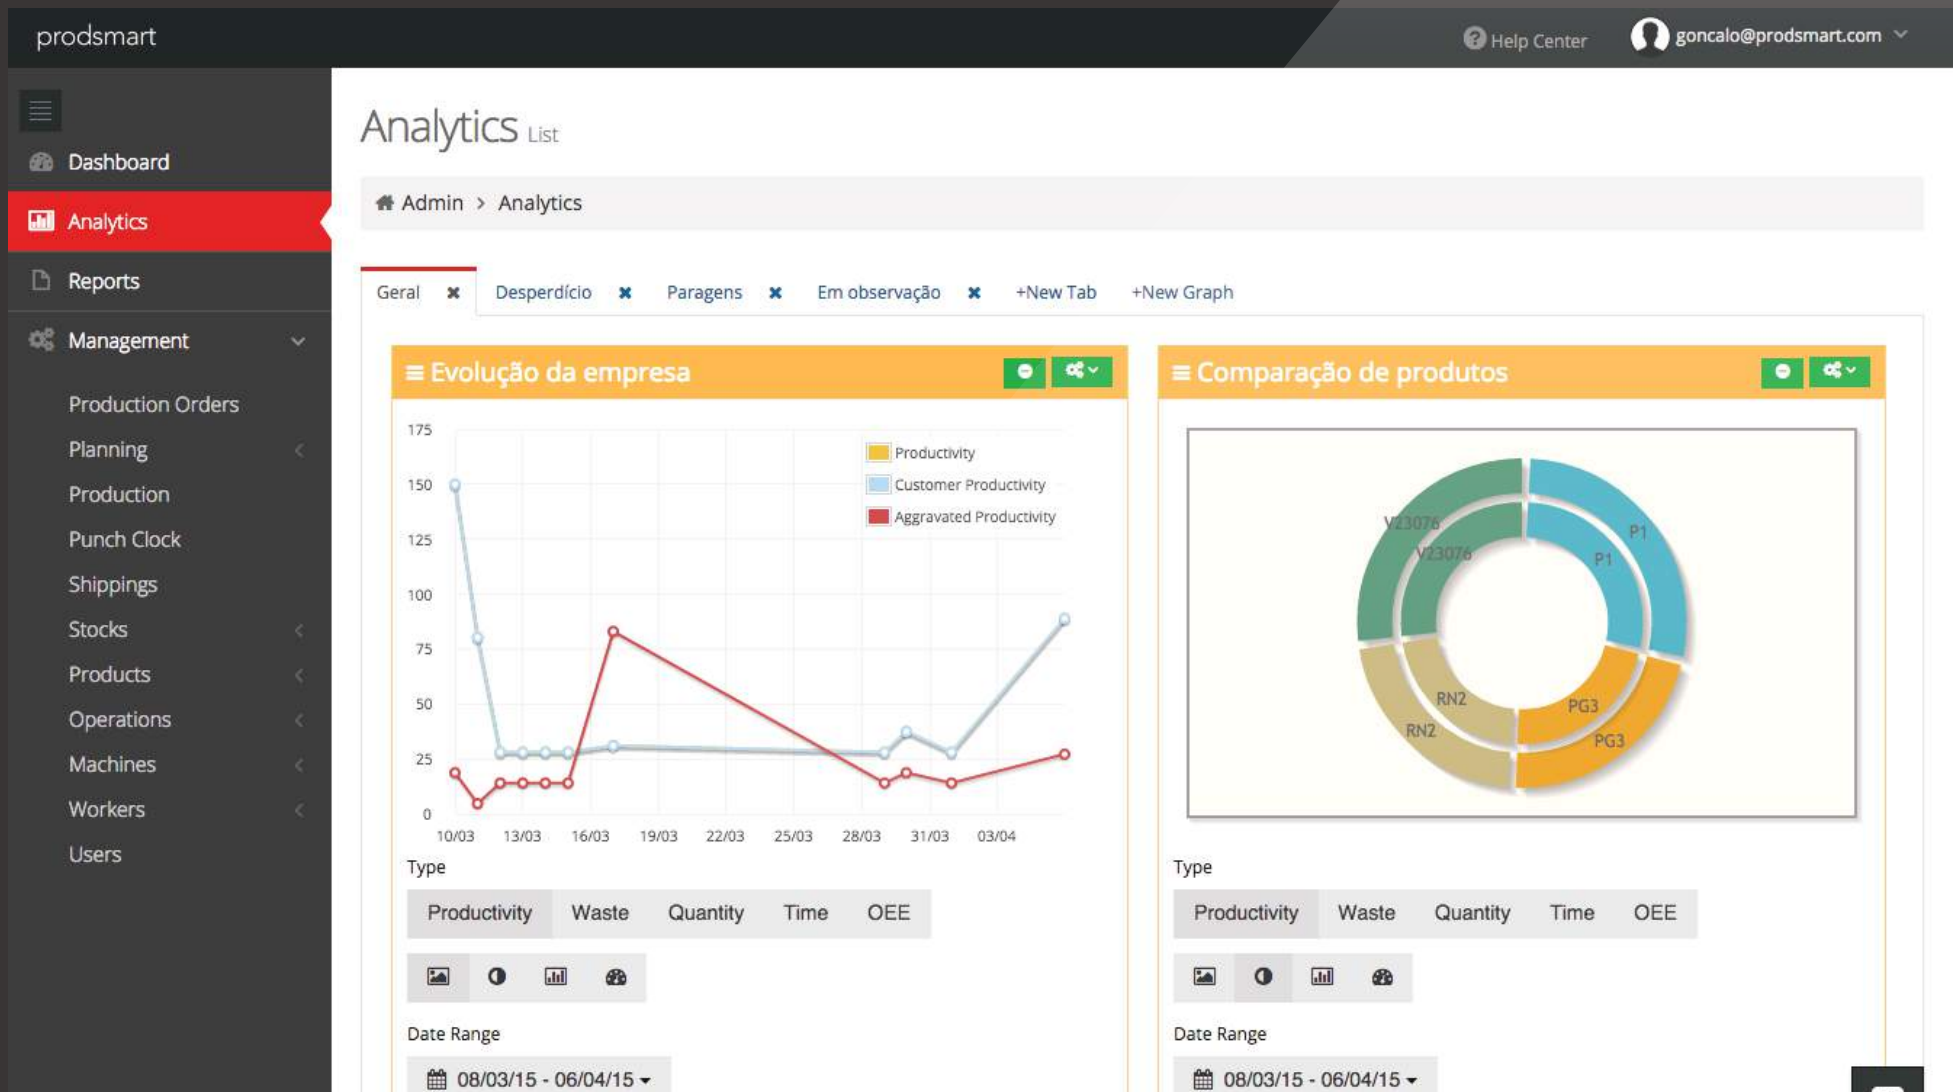 prodsmart
Help Center
goncalo@prodsmart.com
Dashboard
Analytics
Reports
Management
Production Orders
Planning
Production
Punch Clock
Shippings
Stocks
Products
Operations
Machines
Workers
Users
Analytics List
Admin > Analytics
Geral Desperdício Paragens Em observação +New Tab +New Graph
Evolução da empresa
175
150
125
100
75
50
25
0
Productivity
Customer Productivity
Aggravated Productivity
10/03 13/03 16/03 19/03 22/03 25/03 28/03 31/03 03/04
Type
Productivity Waste Quantity Time OEE
Date Range
08/03/15 - 06/04/15
Comparação de produtos
V23076
P1
V23076
P1
RN2
PG3
RN2
PG3
Type
Productivity Waste Quantity Time OEE
Date Range
08/03/15 - 06/04/15